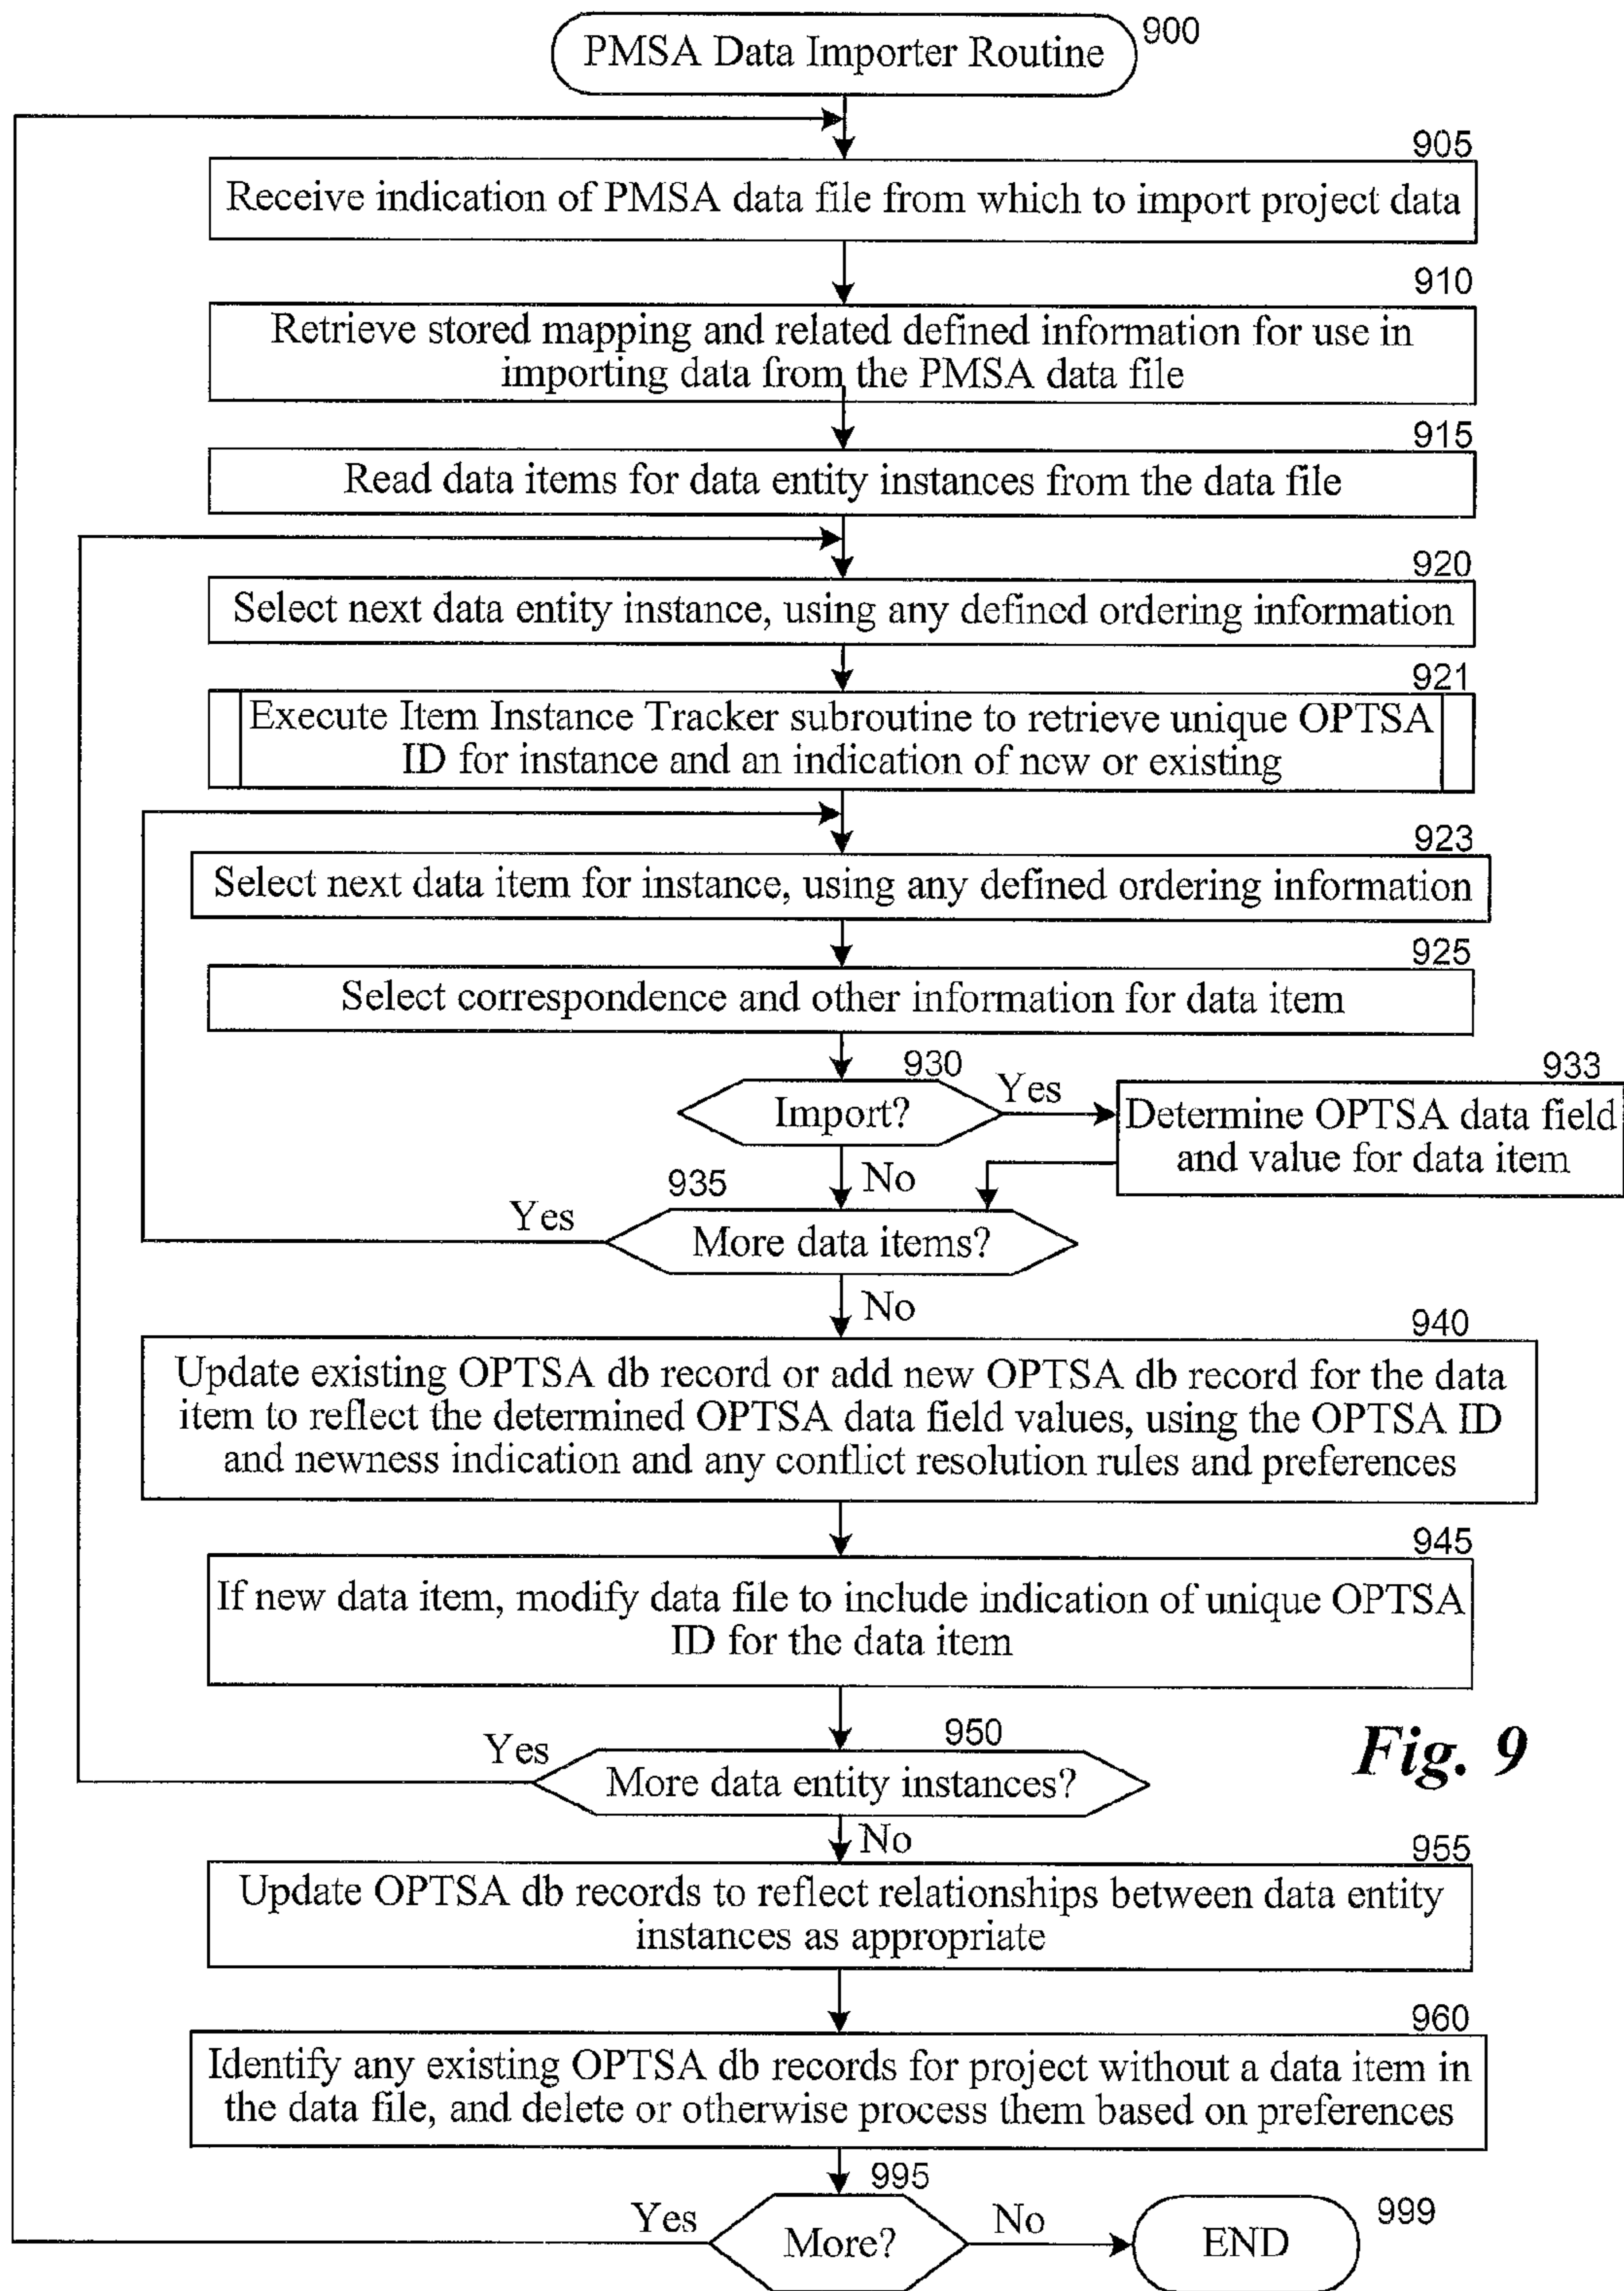 PMSA Data Importer Routine
900
905
Receive indication of PMSA data file from which to import project data
910
Retrieve stored mapping and related defined information for use in
importing data from the PMSA data file
915
Read data items for data entity instances from the data file
920
Select next data entity instance, using any defined ordering information
921
Execute Item Instance Tracker subroutine to retrieve unique OPTSA
ID for instance and an indication of new or existing
923
Select next data item for instance, using any defined ordering information
925
Select correspondence and other information for data item
930
Import?
Yes
933
Determine OPTSA data field
and value for data item
No
935
Yes
More data items?
No
940
Update existing OPTSA db record or add new OPTSA db record for the data
item to reflect the determined OPTSA data field values, using the OPTSA ID
and newness indication and any conflict resolution rules and preferences
945
If new data item, modify data file to include indication of unique OPTSA
ID for the data item
950
Yes
More data entity instances?
Fig. 9
No
955
Update OPTSA db records to reflect relationships between data entity
instances as appropriate
960
Identify any existing OPTSA db records for project without a data item in
the data file, and delete or otherwise process them based on preferences
995
Yes
More?
No
END
999